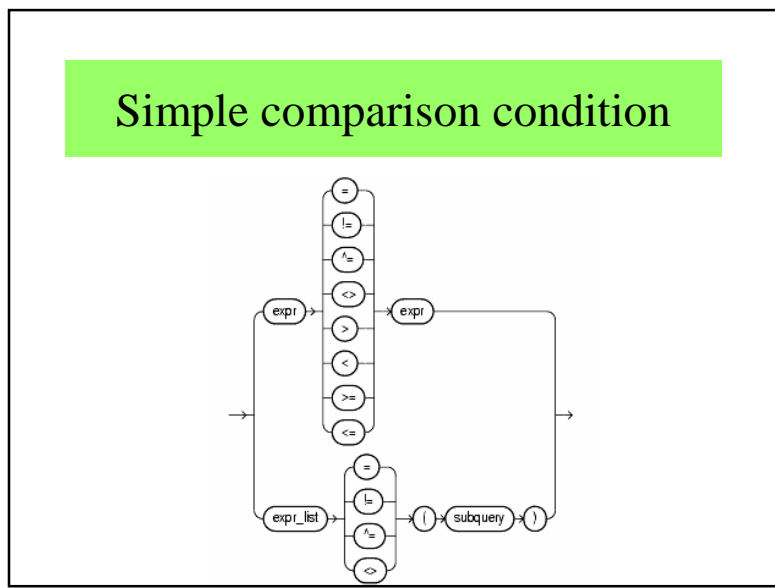 Simple comparison condition
=
!=
^=
<>
expr
expr
>
<
>=
<=
=
!=
expr_list
(
subquery
)
^=
<>